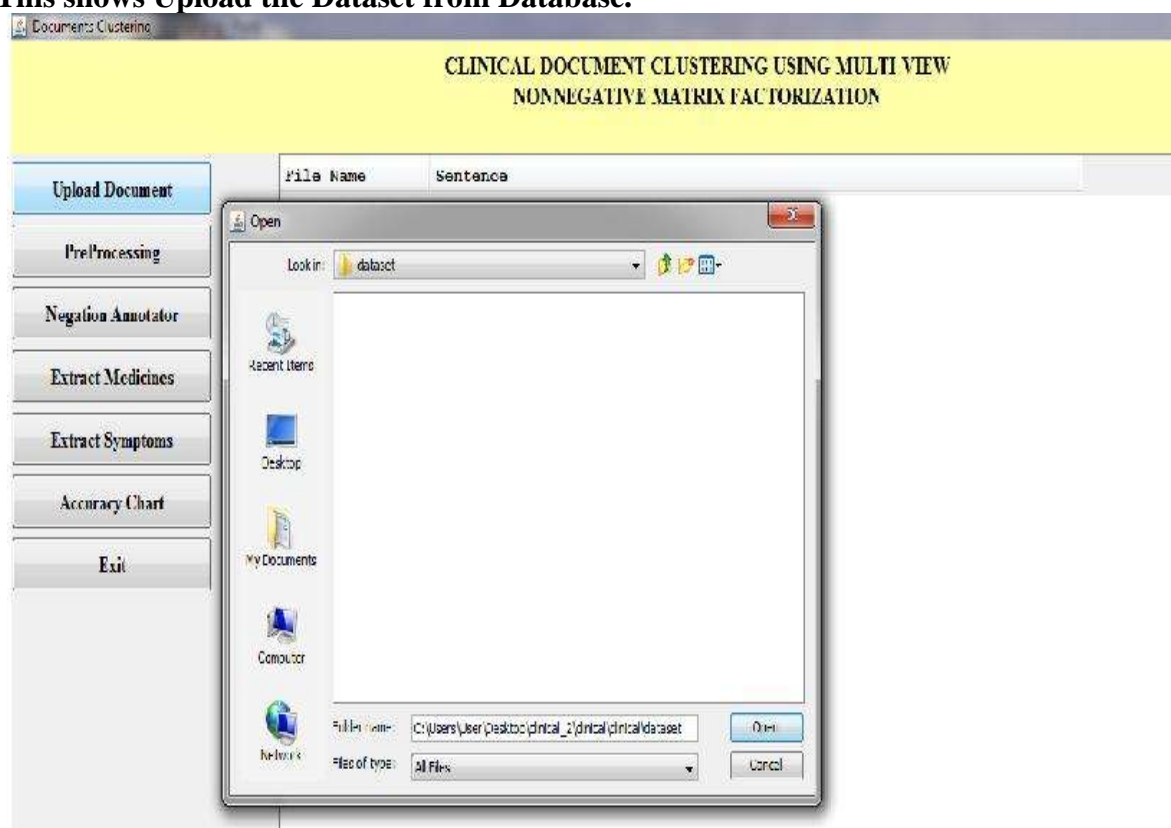 This shows Upload the Dataset from Database.
Documents Clustering
CLINICAL DOCUMENT CLUSTERING USING MULTI VIEW
NONNEGATIVE MATRIX FACTORIZATION
Upload Document
PreProcessing
Negation Annotator
Extract Medicines
Extract Symptoms
Accuracy Chart
Exit
File Name Sentence
Open
Look in: dataset
Recent Items
Desktop
My Documents
Computer
Network
Folder name: C:\Users\User\Desktop\clinical_2\clinical\clinical\dataset Open
Files of type: All Files Cancel